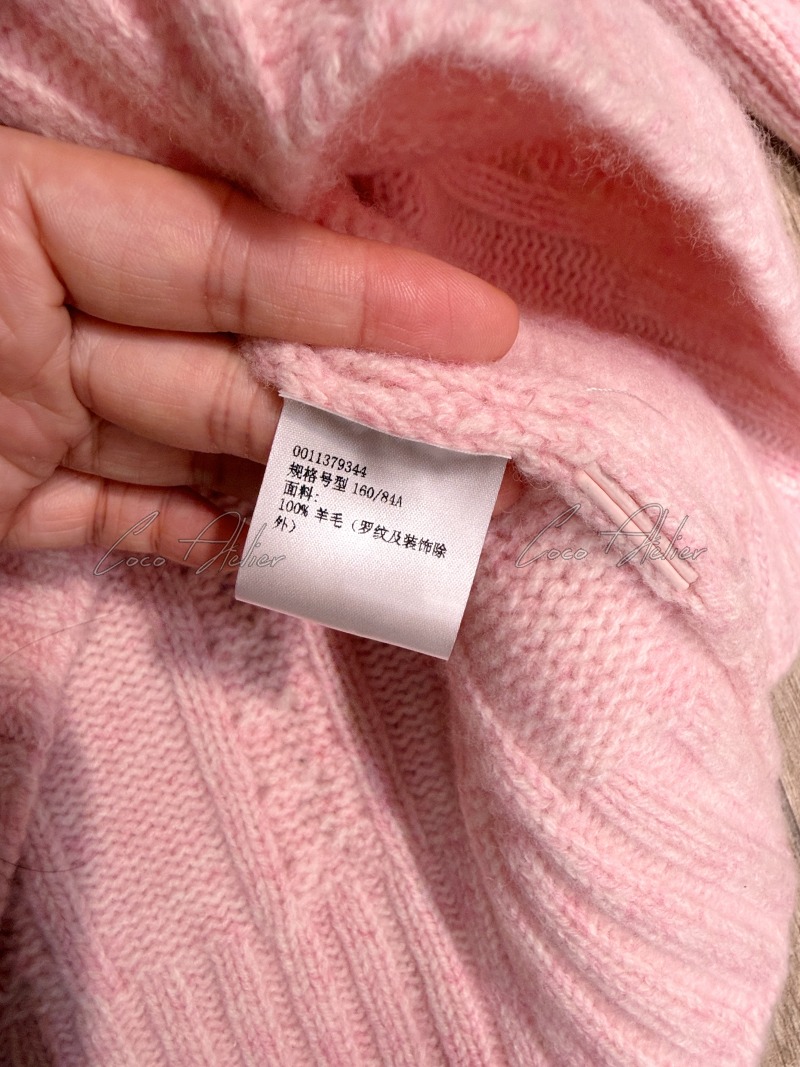 0011379344
规格号型 160/84A
面料:
100% 羊毛（罗纹及装饰除
外）
Coco Atelier
Coco Atelier